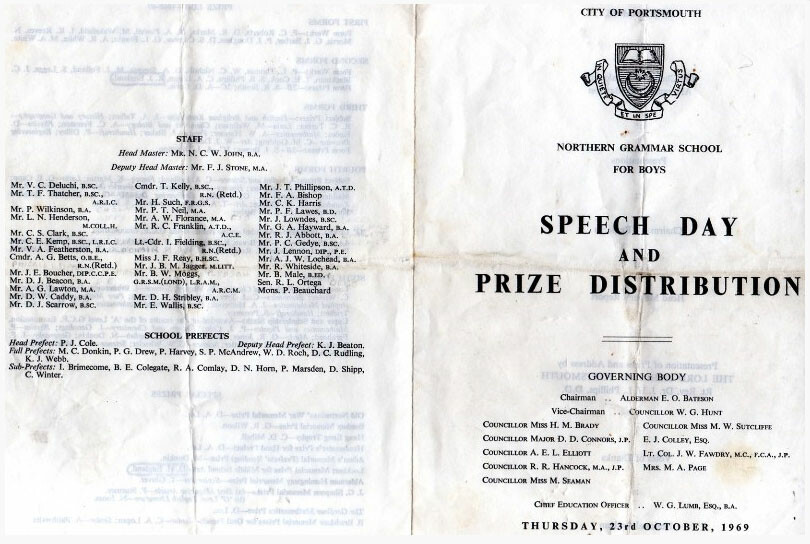 STAFF
Head Master: MR. N. C. W. JOHN, B.A.
Deputy Head Master: MR. F. J. STONE, M.A.
Mr. V. C. Deluchi, B.SC.
Mr. T. F. Thatcher, B.SC.,
A.R.I.C.
Mr. P. Wilkinson, B.A.
Mr. L. N. Henderson,
M.COLL.H.
Mr. C. S. Clark, B.SC.
Mr. C. E. Kemp, B.SC., L.R.I.C.
Mr. V. A. Featherston, B.A.
Cmdr. A. G. Betts, O.B.E.,
R.N.(Retd.)
Mr. J. E. Boucher, DIP.C.C.P.E.
Mr. D. J. Beacon, B.A.
Mr. A. G. Lawton, M.A.
Mr. D. W. Caddy, B.A.
Mr. D. J. Scarrow, B.SC.
Cmdr. T. Kelly, B.SC.,
R.N. (Retd.)
Mr. H. Such, F.R.G.S.
Mr. P. T. Neil, M.A.
Mr. A. W. Florance, M.A.
Mr. R. C. Franklin, A.T.D.,
A.C.E.
Lt.-Cdr. I. Fielding, B.SC.,
R.N.(Retd.)
Miss J. F. Reay, B.H.SC.
Mr. J. B. M. Jagger, M.LITT.
Mr. B. W. Moggs,
G.R.S.M.(LOND), L.R.A.M.,
A.R.C.M.
Mr. D. H. Stribley, B.A.
Mr. E. Wallis, B.SC.
Mr. J. T. Phillipson, A.T.D.
Mr. F. A. Bishop
Mr. C. K. Harris
Mr. P. F. Lawes, B.D.
Mr. J. Lowndes, B.SC.
Mr. G. A. Hayward, B.A.
Mr. R. J. Abbott, B.A.
Mr. P. C. Gedye, B.SC.
Mr. J. Lennon, DIP., P.E.
Mr. A. J. W. Lochead, B.A.
Mr. R. Whiteside, B.A.
Mr. B. Male, B.ED.
Sen. R. L. Ortega
Mons. P. Beauchard
SCHOOL PREFECTS
Head Prefect: P. J. Cole. Deputy Head Prefect: K. J. Beaton.
Full Prefects: M. C. Donkin, P. G. Drew, P. Harvey, S. P. McAndrew, W. D. Roch, D. C. Rudling,
K. J. Webb.
Sub-Prefects: I. Brimecome, B. E. Colegate, R. A. Comlay, D. N. Horn, P. Marsden, D. Shipp,
C. Winter.
CITY OF PORTSMOUTH
IN QUIETE VIRTUS
ET IN SPE
NORTHERN GRAMMAR SCHOOL
FOR BOYS
SPEECH DAY
AND
PRIZE DISTRIBUTION
GOVERNING BODY
Chairman .. ALDERMAN E. O. BATESON
Vice-Chairman .. COUNCILLOR W. G. HUNT
COUNCILLOR MISS H. M. BRADY COUNCILLOR MISS M. W. SUTCLIFFE
COUNCILLOR MAJOR D. D. CONNORS, J.P. E. J. COLLEY, ESQ.
COUNCILLOR A. E. L. ELLIOTT LT. COL. J. W. FAWDRY, M.C., F.C.A., J.P.
COUNCILLOR R. R. HANCOCK, M.A., J.P. MRS. M. A. PAGE
COUNCILLOR MISS M. SEAMAN
CHIEF EDUCATION OFFICER .. W. G. LUMB, ESQ., B.A.
THURSDAY, 23rd OCTOBER, 1969